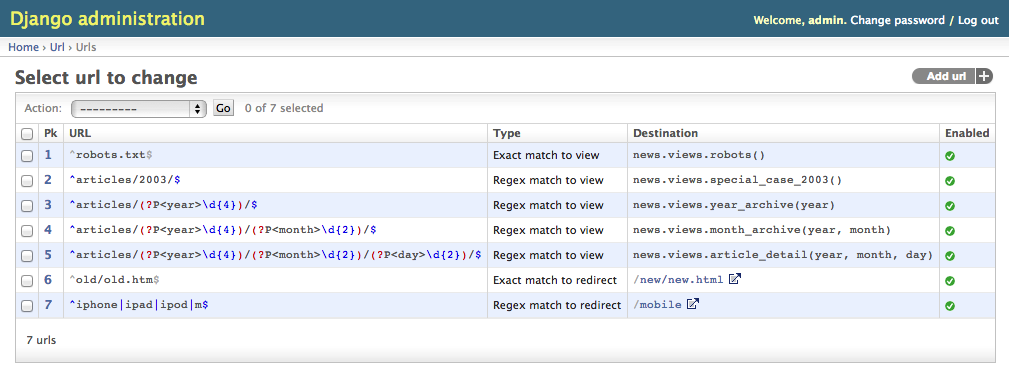 Django administration
Welcome, admin. Change password / Log out
Home › Url › Urls
Select url to change
Add url +
Action: --------- Go 0 of 7 selected
Pk URL Type Destination Enabled
1 ^robots.txt$ Exact match to view news.views.robots()
2 ^articles/2003/$ Regex match to view news.views.special_case_2003()
3 ^articles/(?P<year>\d{4})/$ Regex match to view news.views.year_archive(year)
4 ^articles/(?P<year>\d{4})/(?P<month>\d{2})/$ Regex match to view news.views.month_archive(year, month)
5 ^articles/(?P<year>\d{4})/(?P<month>\d{2})/(?P<day>\d{2})/$ Regex match to view news.views.article_detail(year, month, day)
6 ^old/old.htm$ Exact match to redirect /new/new.html
7 ^iphone|ipad|ipod|m$ Regex match to redirect /mobile
7 urls